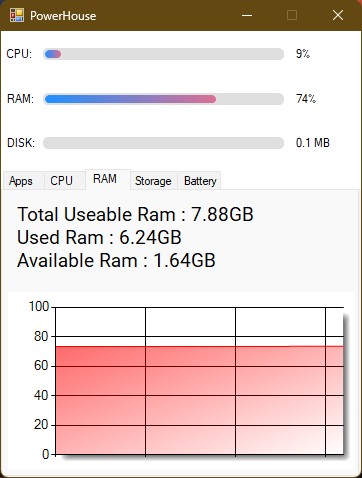 PowerHouse
CPU: 9%
RAM: 74%
DISK: 0.1 MB
Apps CPU RAM Storage Battery
Total Useable Ram : 7.88GB
Used Ram : 6.24GB
Available Ram : 1.64GB
100
80
60
40
20
0